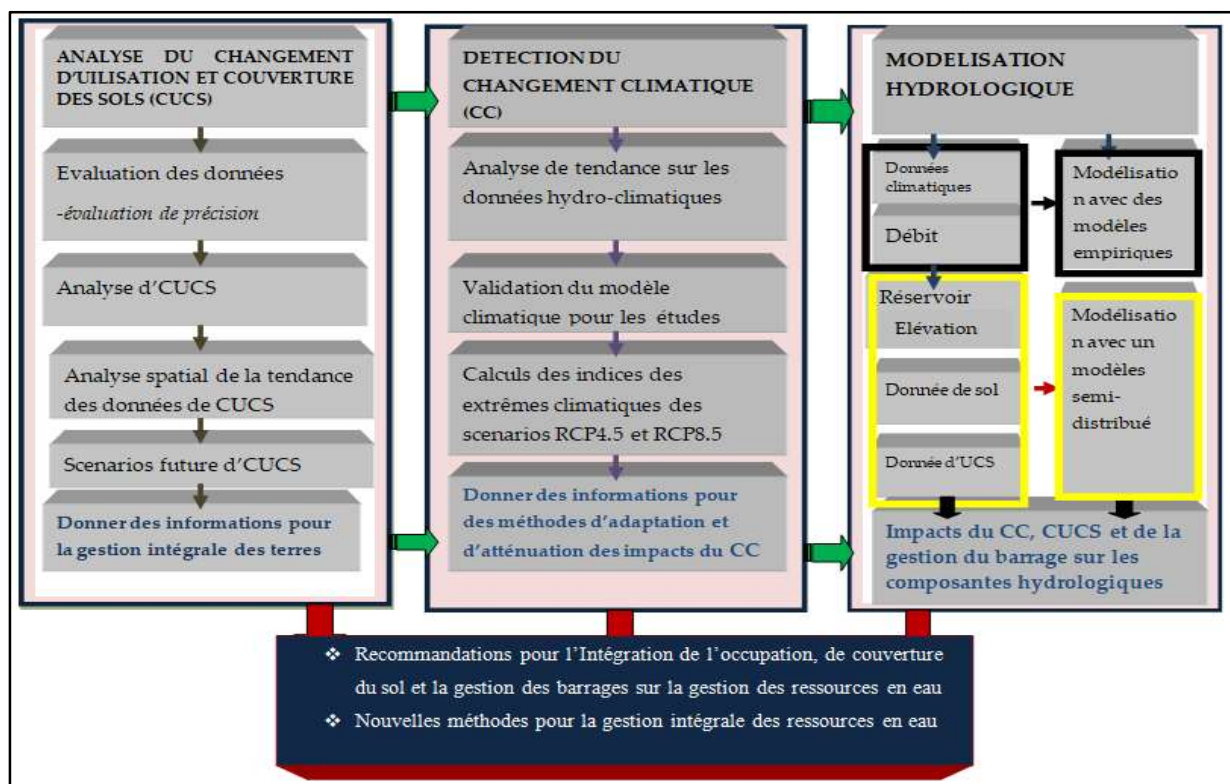 ANALYSE DU CHANGEMENT
D'UILISATION ET COUVERTURE
DES SOLS (CUCS)
Evaluation des données
-évaluation de précision
Analyse d'CUCS
Analyse spatial de la tendance
des données de CUCS
Scenarios future d'CUCS
Donner des informations pour
la gestion intégrale des terres
DETECTION DU
CHANGEMENT CLIMATIQUE
(CC)
Analyse de tendance sur les
données hydro-climatiques
Validation du modèle
climatique pour les études
Calculs des indices des
extrêmes climatiques des
scenarios RCP4.5 et RCP8.5
Donner des informations pour
des méthodes d'adaptation et
d'atténuation des impacts du CC
MODELISATION
HYDROLOGIQUE
Données
climatiques
Débit
Modélisatio
n avec des
modèles
empiriques
Réservoir
Elévation
Donnée de sol
Donnée d'UCS
Modélisatio
n avec un
modèles
semi-
distribué
Impacts du CC, CUCS et de la
gestion du barrage sur les
composantes hydrologiques
❖ Recommandations pour l'Intégration de l'occupation, de couverture
du sol et la gestion des barrages sur la gestion des ressources en eau
❖ Nouvelles méthodes pour la gestion intégrale des ressources en eau